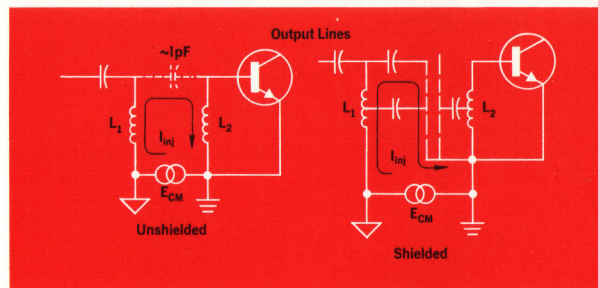 Output Lines
~1pF
L1
L2
Iinj
ECM
Unshielded
L1
L2
Iinj
ECM
Shielded